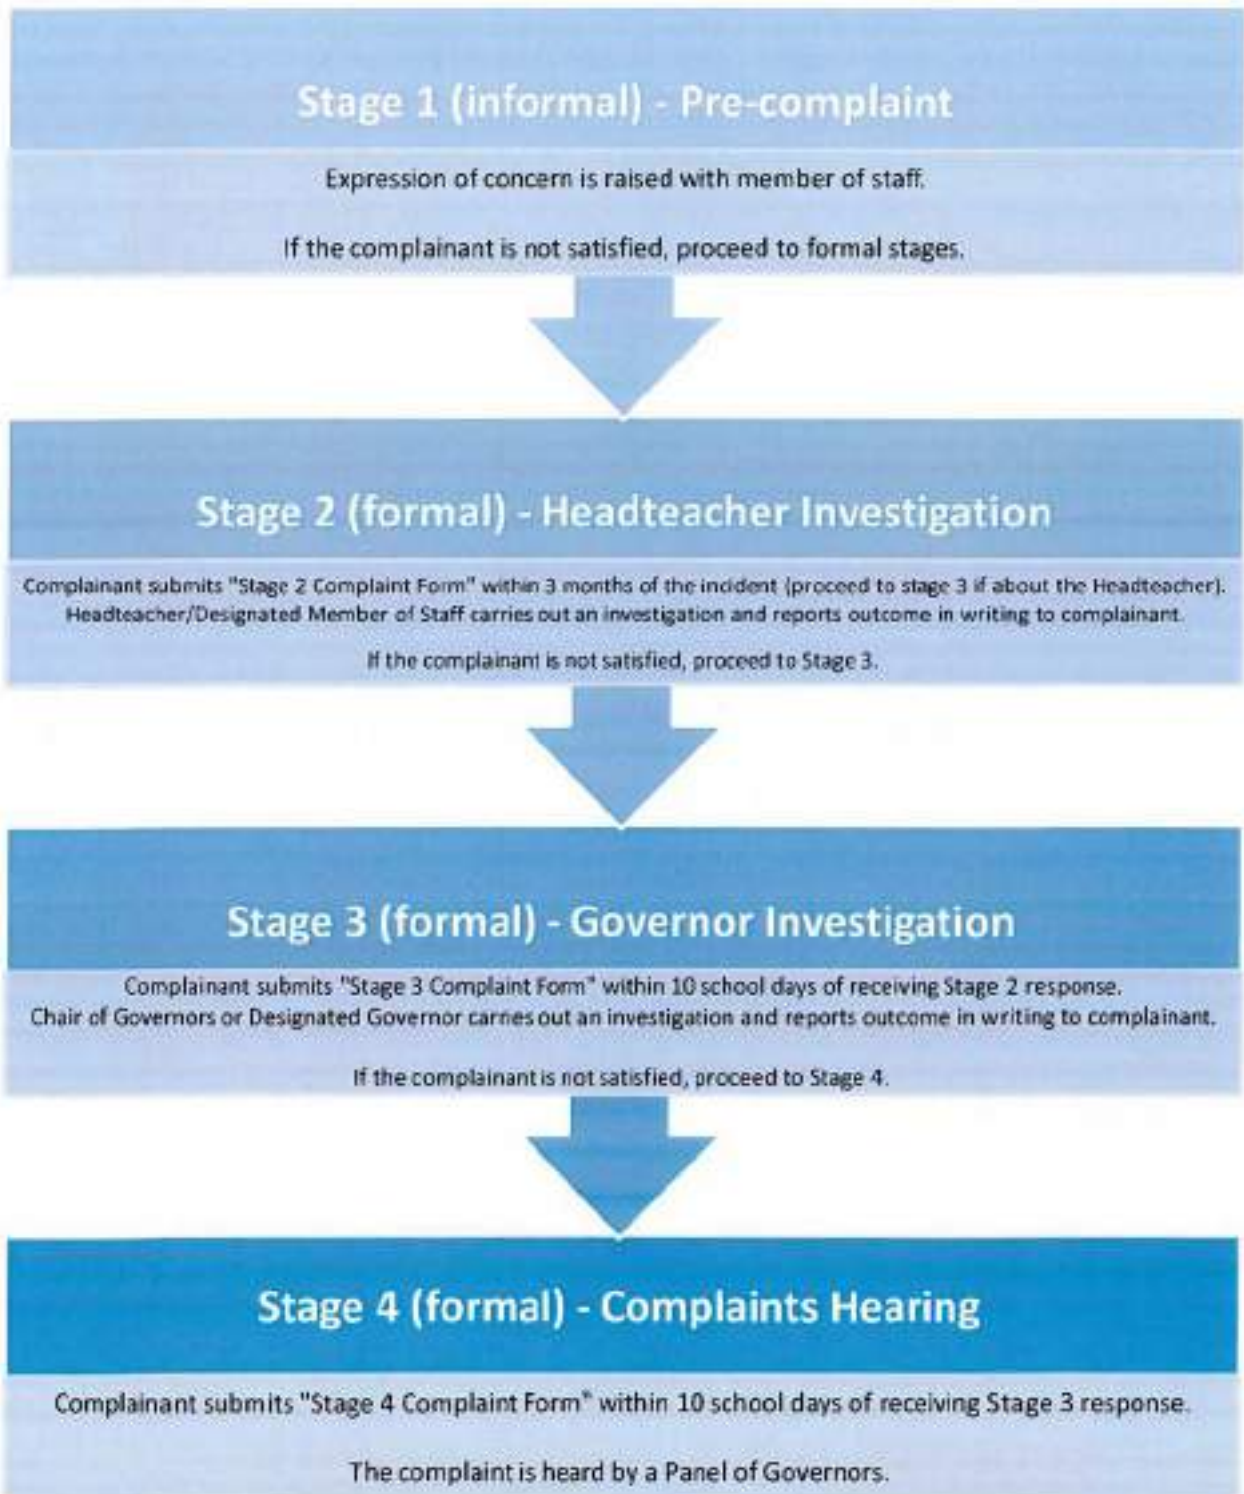 Stage 1 (informal) - Pre-complaint
Expression of concern is raised with member of staff.
If the complainant is not satisfied, proceed to formal stages.
Stage 2 (formal) - Headteacher Investigation
Complainant submits "Stage 2 Complaint Form" within 3 months of the incident (proceed to stage 3 if about the Headteacher).
Headteacher/Designated Member of Staff carries out an investigation and reports outcome in writing to complainant.
If the complainant is not satisfied, proceed to Stage 3.
Stage 3 (formal) - Governor Investigation
Complainant submits "Stage 3 Complaint Form" within 10 school days of receiving Stage 2 response.
Chair of Governors or Designated Governor carries out an investigation and reports outcome in writing to complainant.
If the complainant is not satisfied, proceed to Stage 4.
Stage 4 (formal) - Complaints Hearing
Complainant submits "Stage 4 Complaint Form" within 10 school days of receiving Stage 3 response.
The complaint is heard by a Panel of Governors.